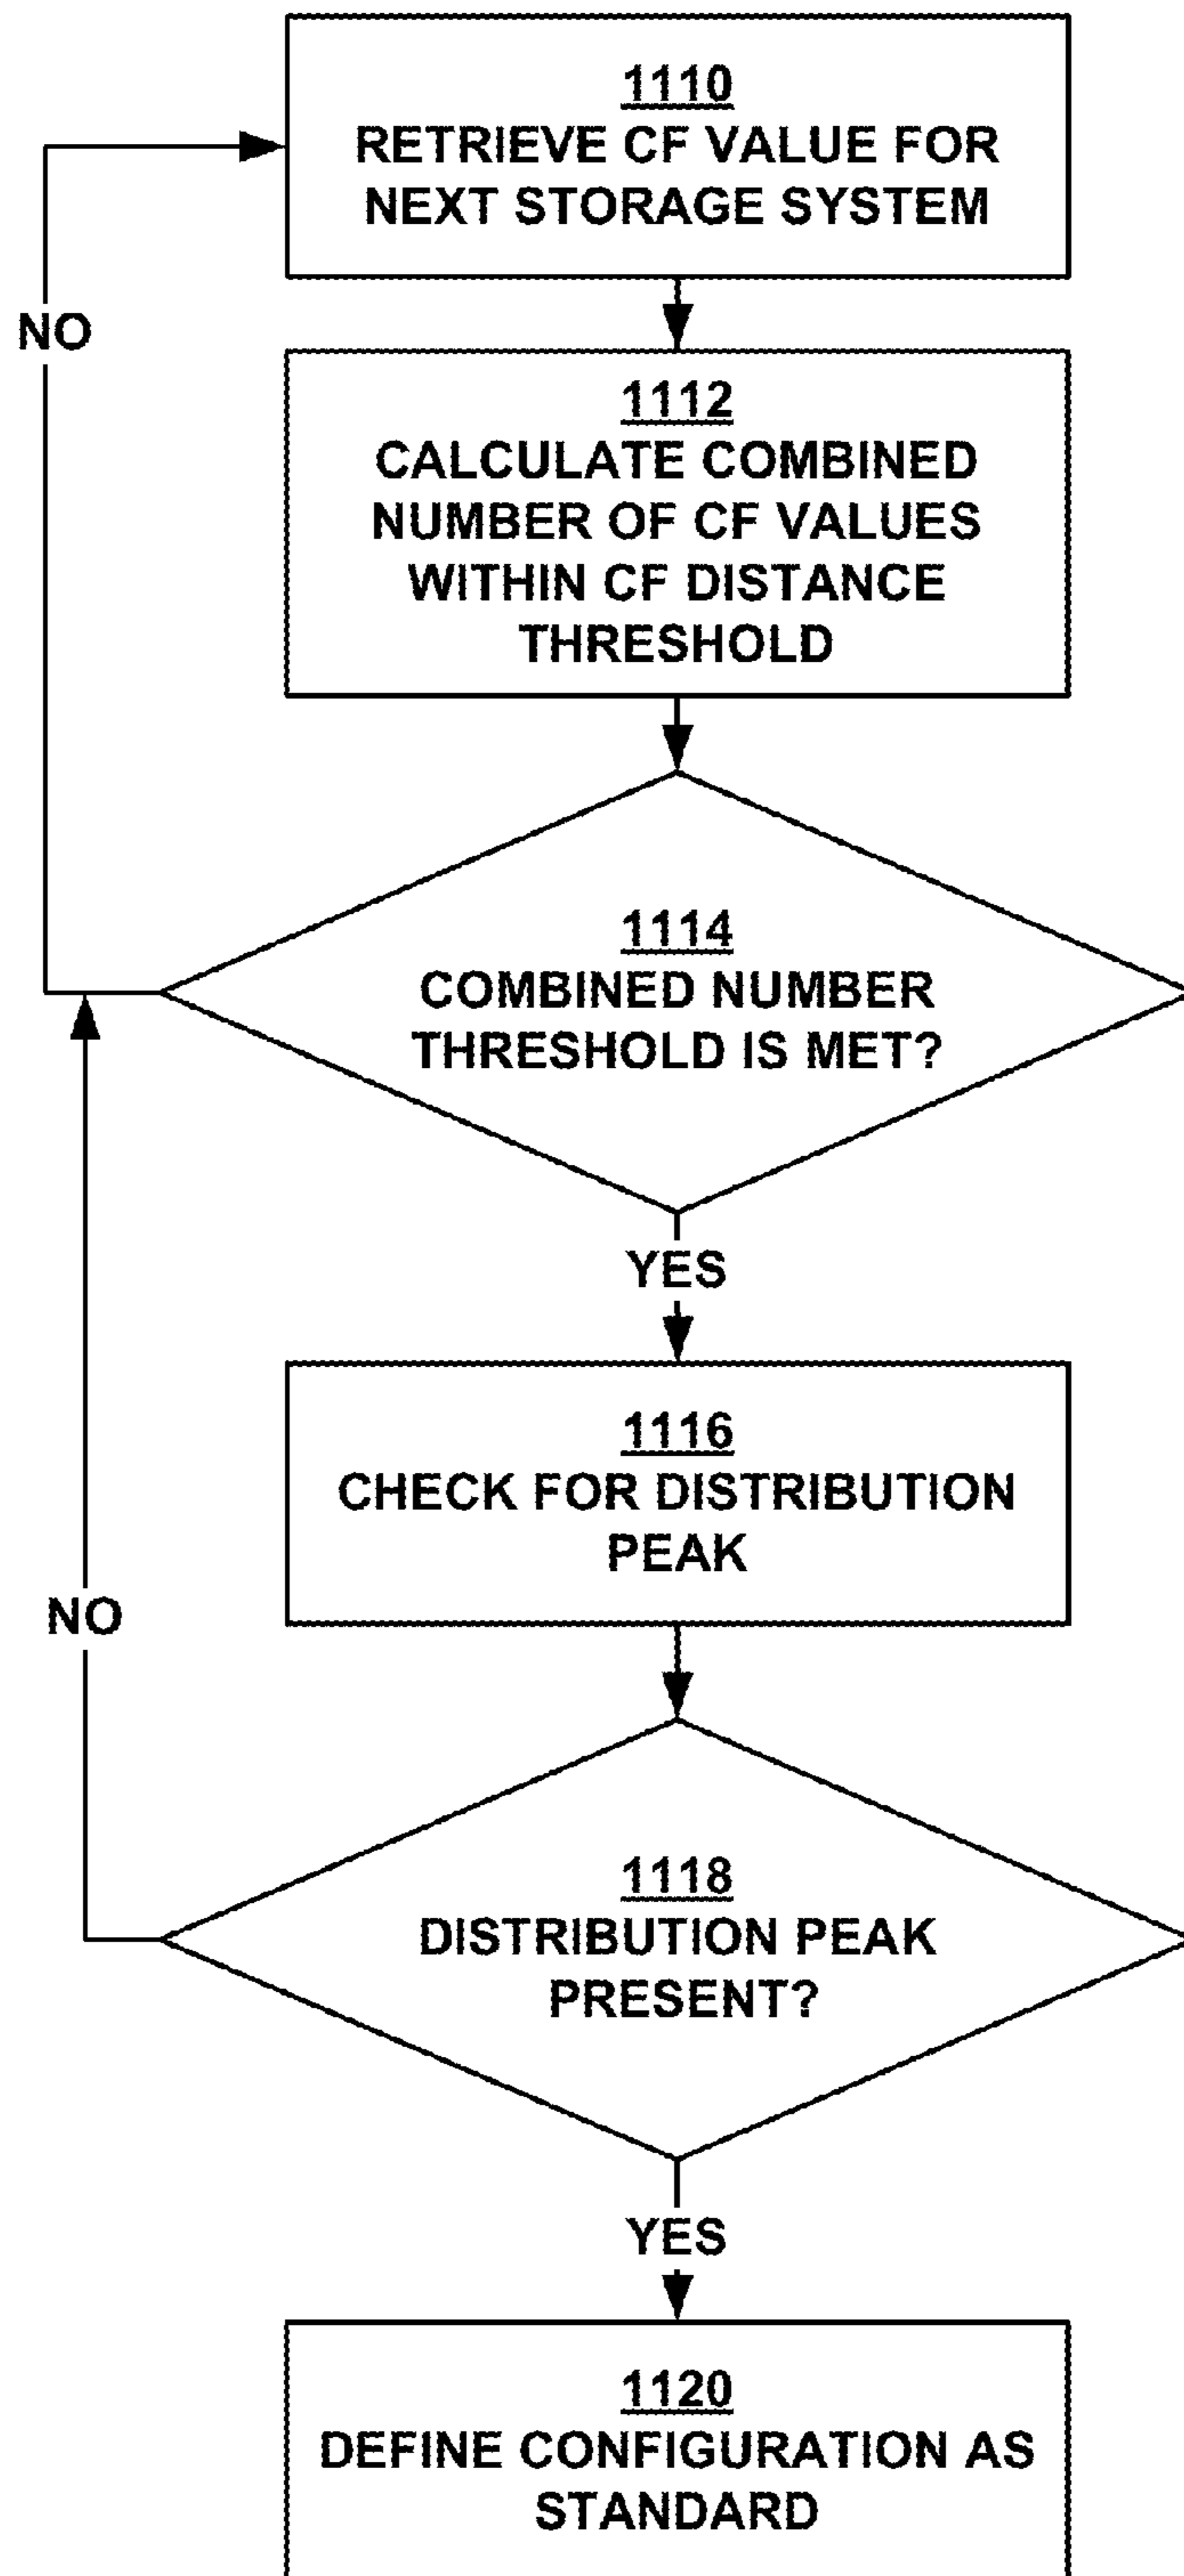 1110
RETRIEVE CF VALUE FOR
NEXT STORAGE SYSTEM
NO
1112
CALCULATE COMBINED
NUMBER OF CF VALUES
WITHIN CF DISTANCE
THRESHOLD
1114
COMBINED NUMBER
THRESHOLD IS MET?
YES
1116
CHECK FOR DISTRIBUTION
PEAK
NO
1118
DISTRIBUTION PEAK
PRESENT?
YES
1120
DEFINE CONFIGURATION AS
STANDARD